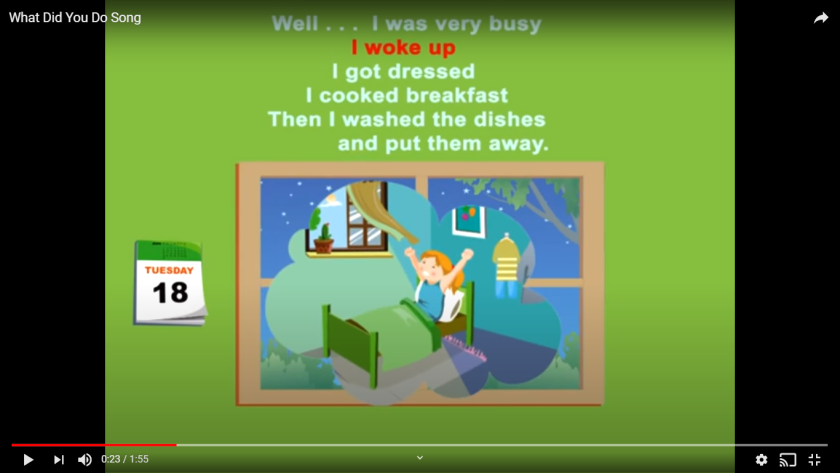 What Did You Do Song
Well . . . I was very busy
I woke up
I got dressed
I cooked breakfast
Then I washed the dishes
and put them away.
TUESDAY
18
0:23 / 1:55